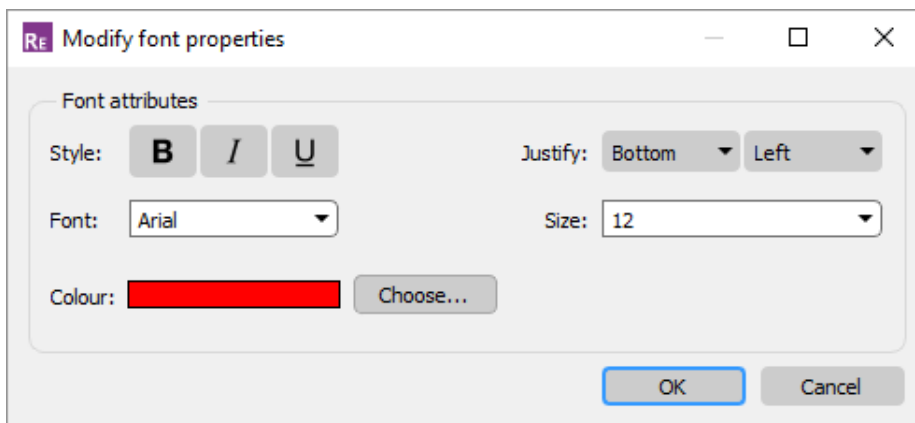 RE Modify font properties
Font attributes
Style: B I U Justify: Bottom Left
Font: Arial Size: 12
Colour: Choose...
OK Cancel